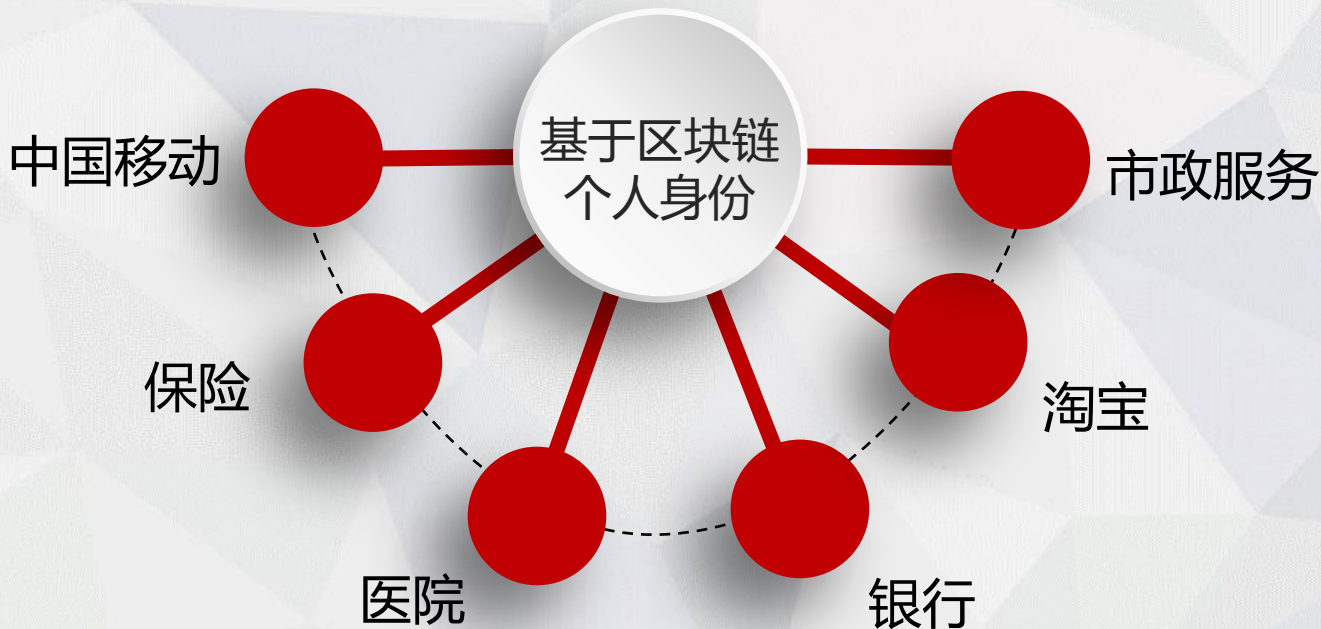 基于区块链
个人身份
中国移动
市政服务
保险
淘宝
医院
银行